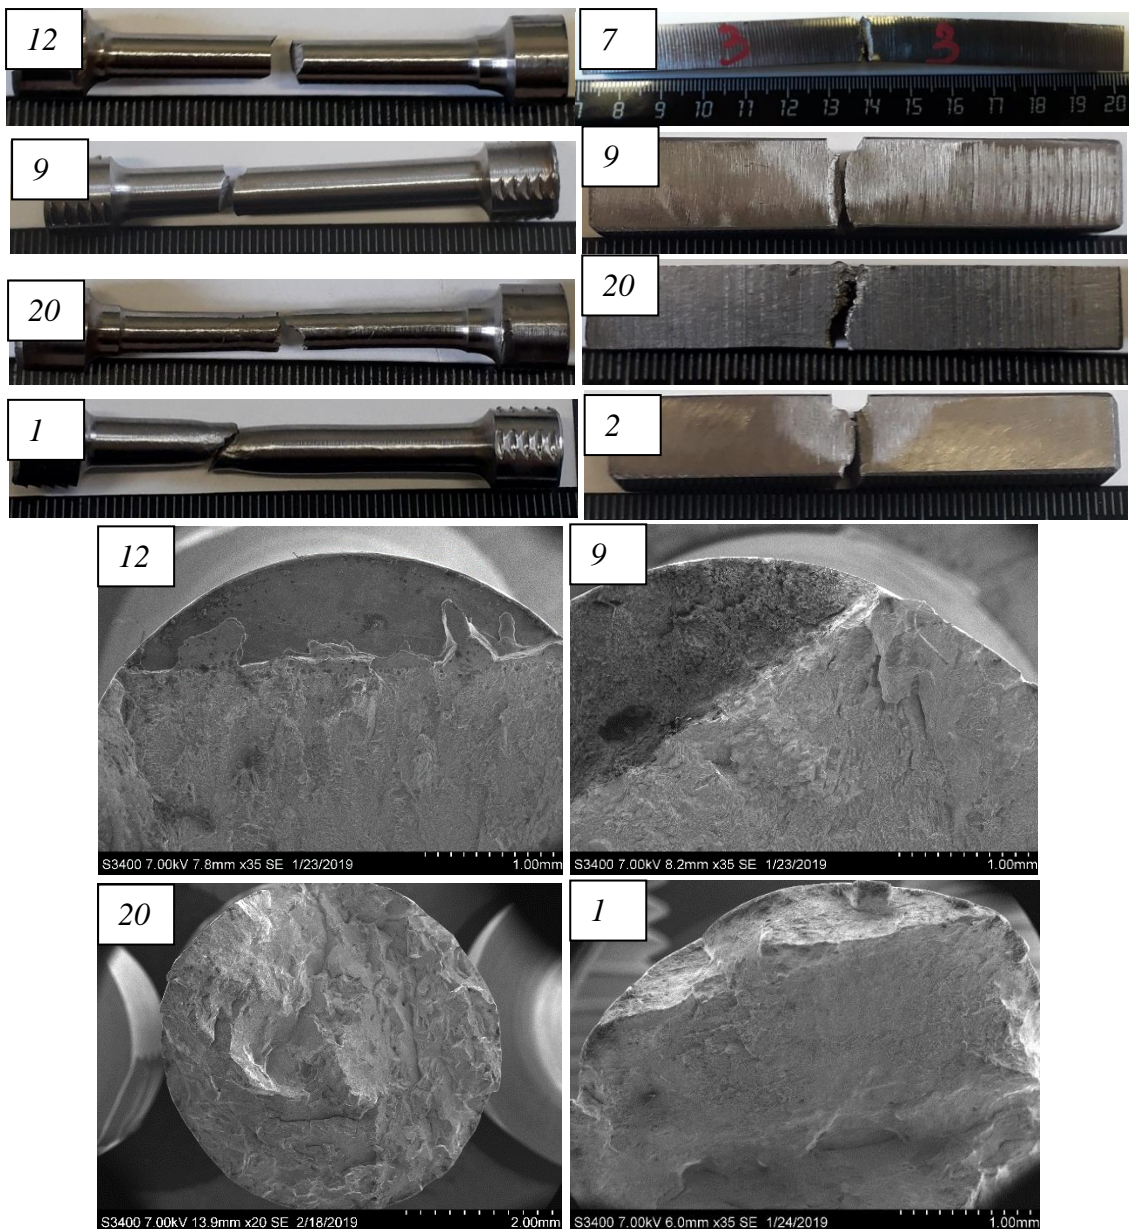 12
7
3 3
7 8 9 10 11 12 13 14 15 16 17 18 19 20
9
9
20
20
1
2
12
9
S3400 7.00kV 7.8mm x35 SE 1/23/2019 1.00mm
S3400 7.00kV 8.2mm x35 SE 1/23/2019 1.00mm
20
1
S3400 7.00kV 13.9mm x20 SE 2/18/2019 2.00mm
S3400 7.00kV 6.0mm x35 SE 1/24/2019 1.00mm